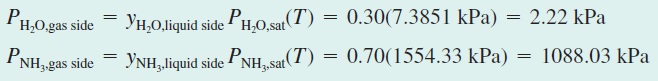 P_{H₂O,gas side} = y_{H₂O,liquid side} P_{H₂O,sat}(T) = 0.30(7.3851 kPa) = 2.22 kPa
P_{NH₃,gas side} = y_{NH₃,liquid side} P_{NH₃,sat}(T) = 0.70(1554.33 kPa) = 1088.03 kPa